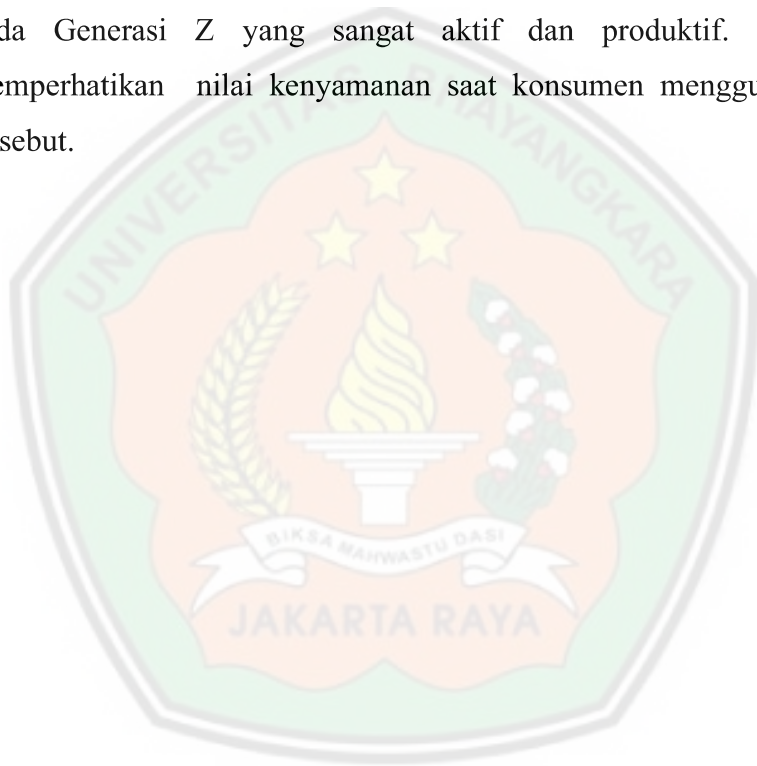 da Generasi Z yang sangat aktif dan produktif.
emperhatikan nilai kenyamanan saat konsumen menggu
sebut.
UNIVERSITAS BHAYANGKARA
BIKSA MAHWASTU DASI
JAKARTA RAYA